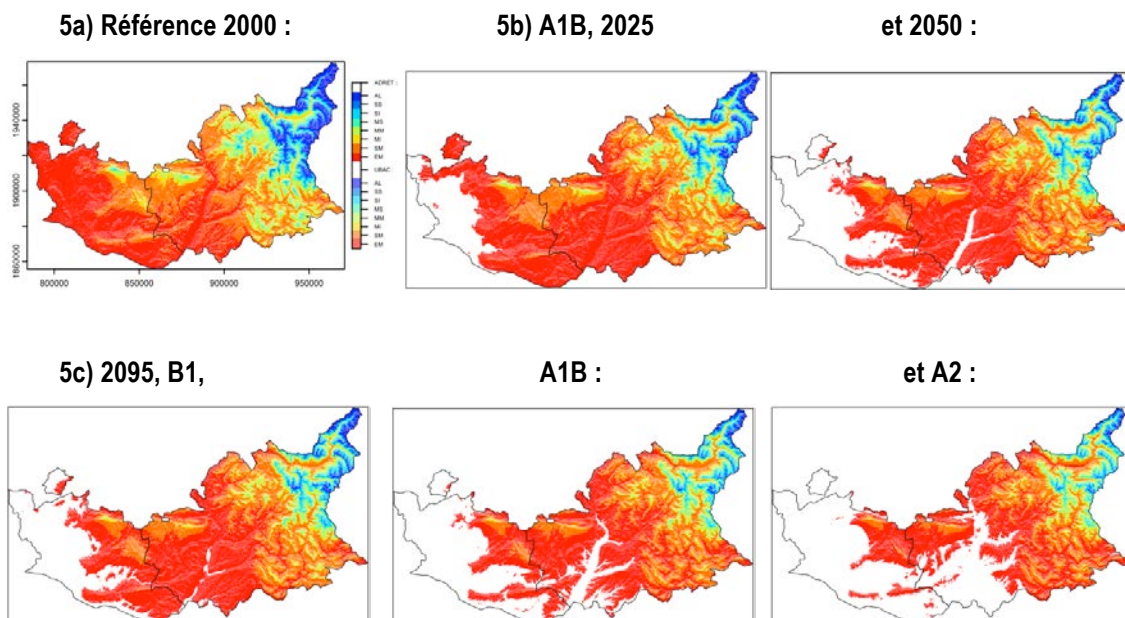 5a) Référence 2000 :
5b) A1B, 2025
et 2050 :
ADRET :
AL
SS
SI
MS
MM
MI
SM
EM
UBAC
AL
SS
SI
MS
MM
MI
SM
EM
1940000
1900000
1860000
800000
850000
900000
950000
5c) 2095, B1,
A1B :
et A2 :